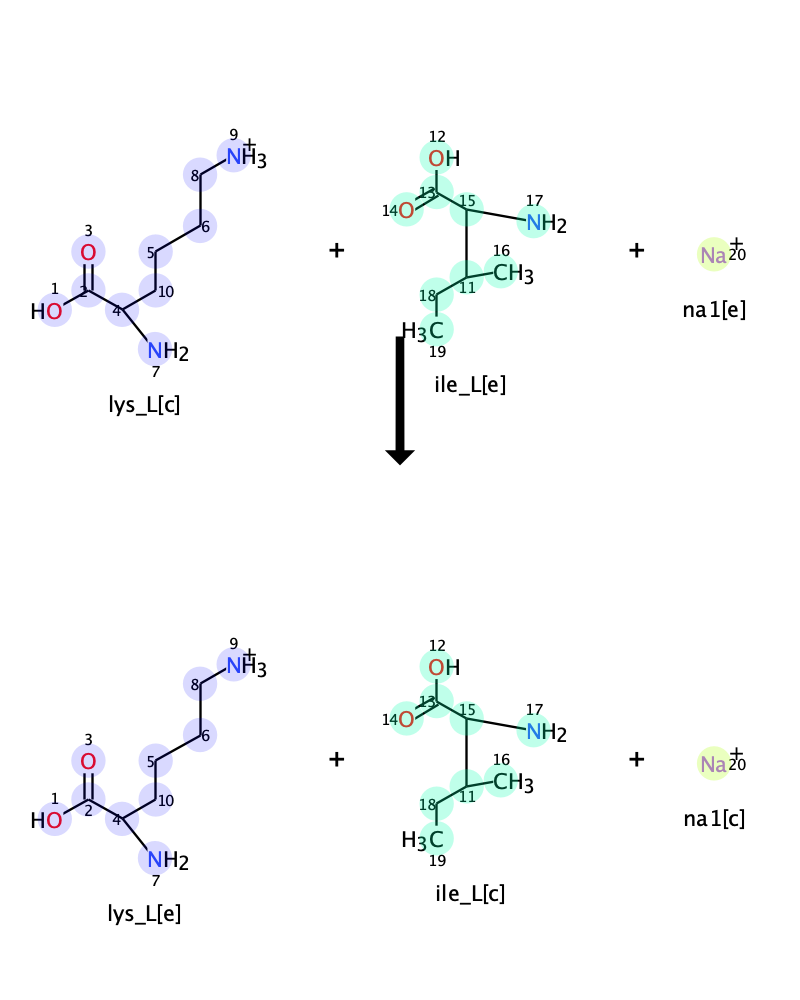 12
9
OH
NH3+
8
13
15
17
14 O
NH2
3
O
6
5
16
+
+
Na+
20
11
CH3
1
2
10
18
HO
4
na1[e]
H3C
NH2
19
7
ile_L[e]
lys_L[c]
12
9
OH
NH3+
8
13
15
17
14 O
NH2
3
O
6
5
16
+
+
Na+
20
11
CH3
1
2
10
18
HO
4
na1[c]
H3C
NH2
19
7
ile_L[c]
lys_L[e]